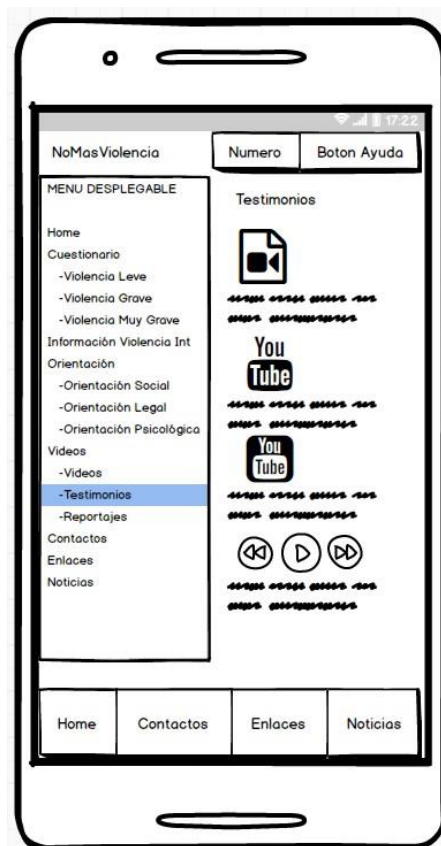 17:22
NoMasViolencia
Numero
Boton Ayuda
MENU DESPLEGABLE
Home
Cuestionario
-Violencia Leve
-Violencia Grave
-Violencia Muy Grave
Información Violencia Int
Orientación
-Orientación Social
-Orientación Legal
-Orientación Psicológica
Videos
-Videos
-Testimonios
-Reportajes
Contactos
Enlaces
Noticias
Testimonios
You
Tube
You
Tube
Home
Contactos
Enlaces
Noticias